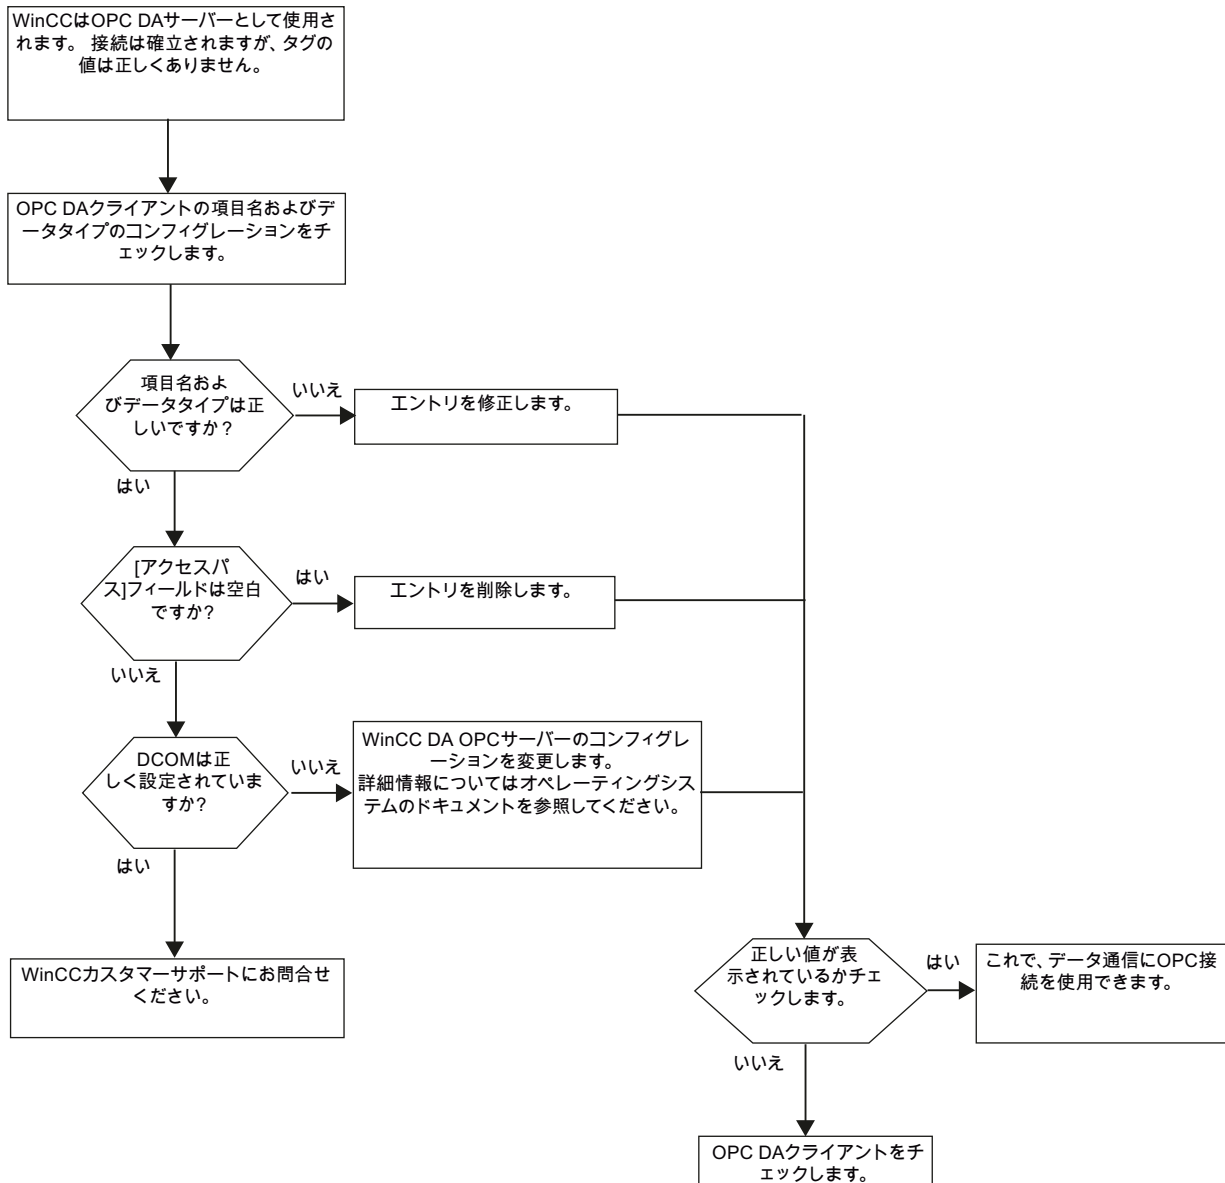 WinCCはOPC DAサーバーとして使用さ
れます。 接続は確立されますが、タグの
値は正しくありません。
OPC DAクライアントの項目名およびデ
ータタイプのコンフィグレーションをチ
ェックします。
項目名およ
びデータタイプは正
しいですか？
いいえ
エントリを修正します。
はい
[アクセスパ
ス]フィールドは空白
ですか?
はい
エントリを削除します。
いいえ
DCOMは正
しく設定されていま
すか？
いいえ
WinCC DA OPCサーバーのコンフィグレ
ーションを変更します。
詳細情報についてはオペレーティングシス
テムのドキュメントを参照してください。
はい
WinCCカスタマーサポートにお問合せ
ください。
正しい値が表
示されているかチェ
ックします。
はい
これで、データ通信にOPC接
続を使用できます。
いいえ
OPC DAクライアントをチ
ェックします。